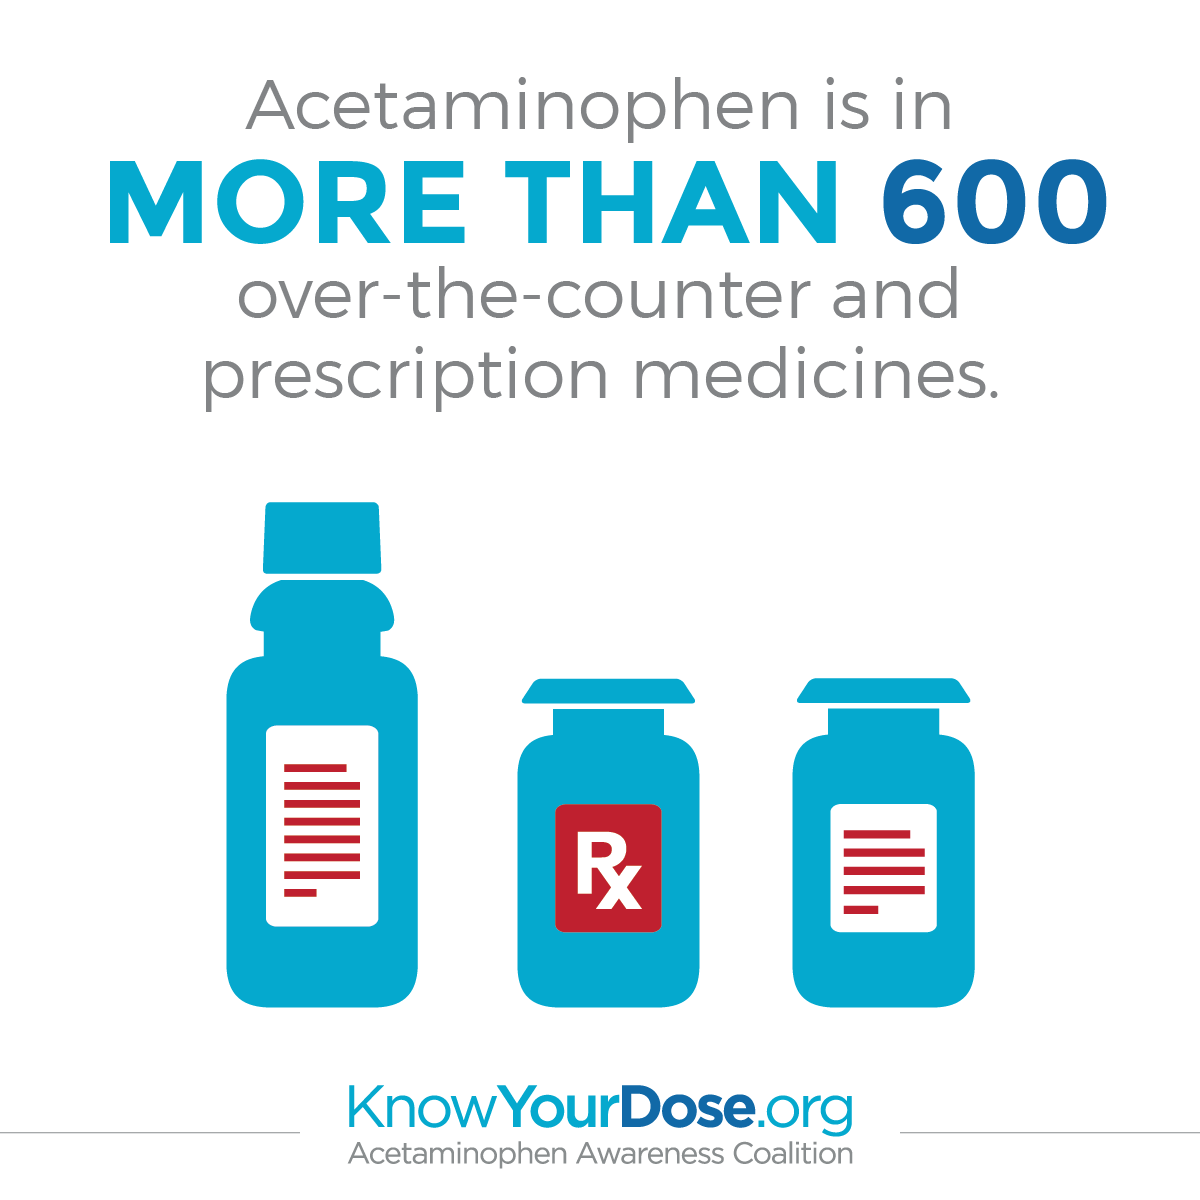 Acetaminophen is in
MORE THAN 600
over-the-counter and
prescription medicines.
Rx
KnowYourDose.org
Acetaminophen Awareness Coalition